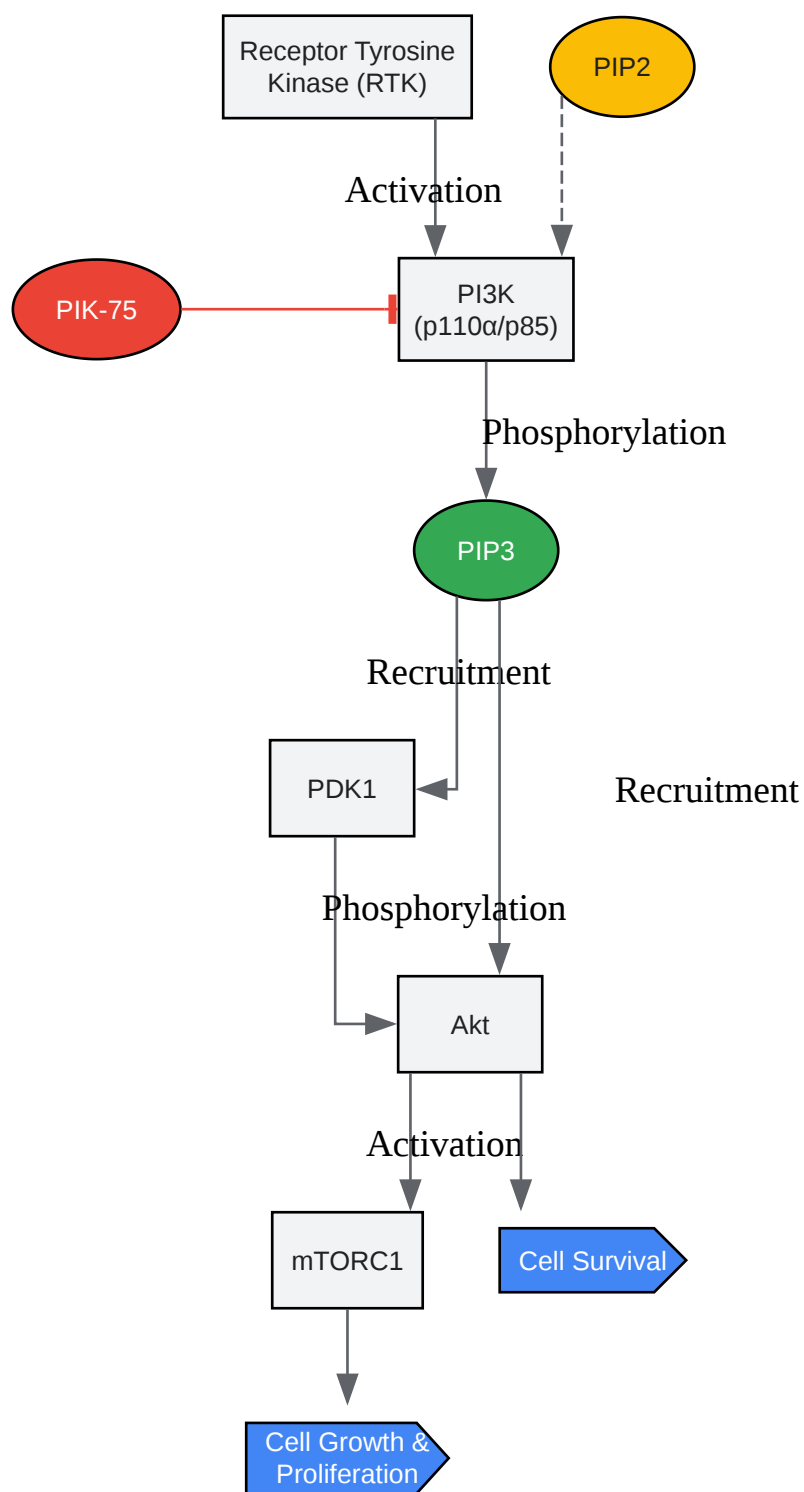 Receptor Tyrosine
Kinase (RTK)
PIP2
Activation
PIK-75
PI3K
(p110α/p85)
Phosphorylation
PIP3
Recruitment
PDK1
Recruitment
Phosphorylation
Akt
Activation
mTORC1
Cell Survival
Cell Growth &
Proliferation